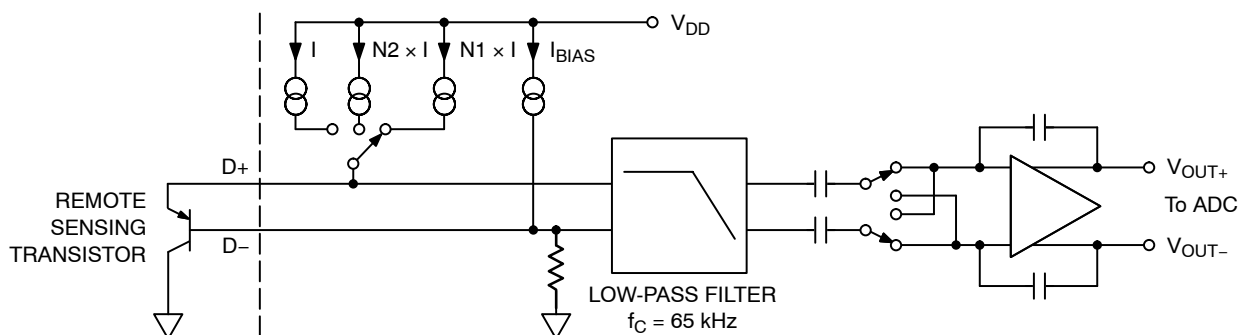 V_DD
I
N2 × I
N1 × I
I_BIAS
D+
REMOTE
SENSING
TRANSISTOR
D−
LOW-PASS FILTER
f_C = 65 kHz
V_OUT+
To ADC
V_OUT−